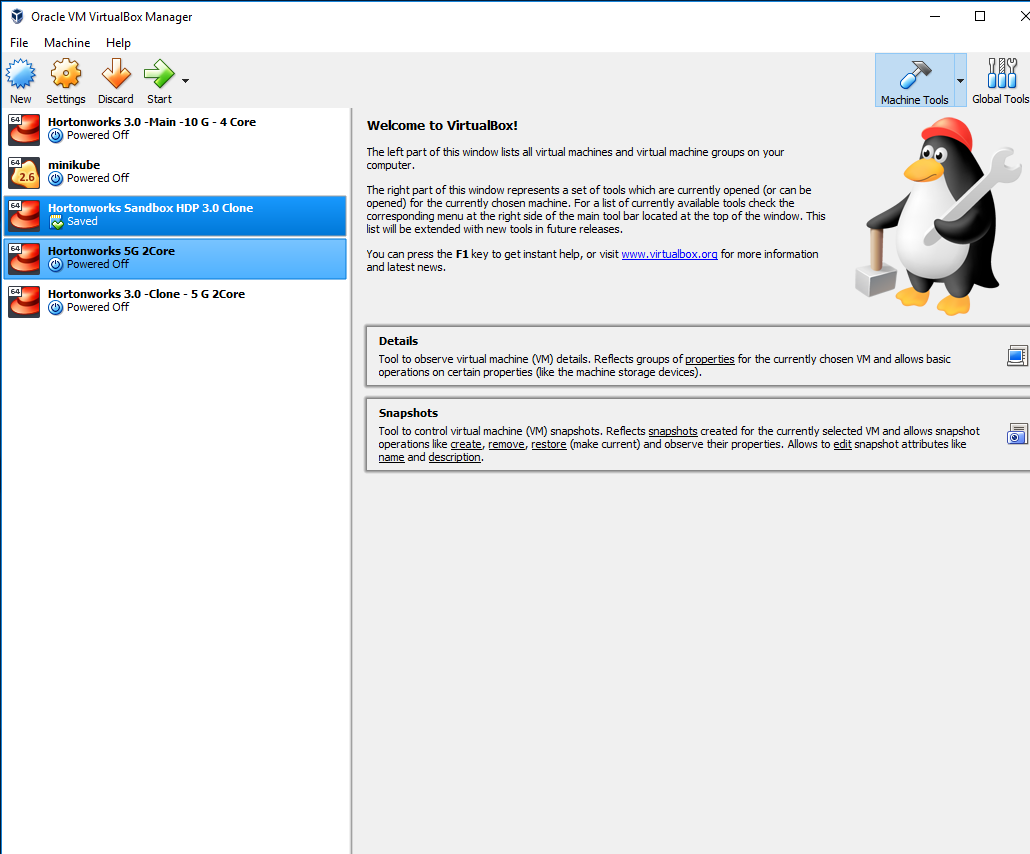 Oracle VM VirtualBox Manager
File Machine Help
New Settings Discard Start
Machine Tools Global Tools
64 Hortonworks 3.0 -Main -10 G - 4 Core
Powered Off
64 minikube
2.6 Powered Off
64 Hortonworks Sandbox HDP 3.0 Clone
Saved
64 Hortonworks 5G 2Core
Powered Off
64 Hortonworks 3.0 -Clone - 5 G 2Core
Powered Off
Welcome to VirtualBox!
The left part of this window lists all virtual machines and virtual machine groups on your
computer.
The right part of this window represents a set of tools which are currently opened (or can be
opened) for the currently chosen machine. For a list of currently available tools check the
corresponding menu at the right side of the main tool bar located at the top of the window. This
list will be extended with new tools in future releases.
You can press the F1 key to get instant help, or visit www.virtualbox.org for more information
and latest news.
Details
Tool to observe virtual machine (VM) details. Reflects groups of properties for the currently chosen VM and allows basic
operations on certain properties (like the machine storage devices).
Snapshots
Tool to control virtual machine (VM) snapshots. Reflects snapshots created for the currently selected VM and allows snapshot
operations like create, remove, restore (make current) and observe their properties. Allows to edit snapshot attributes like
name and description.